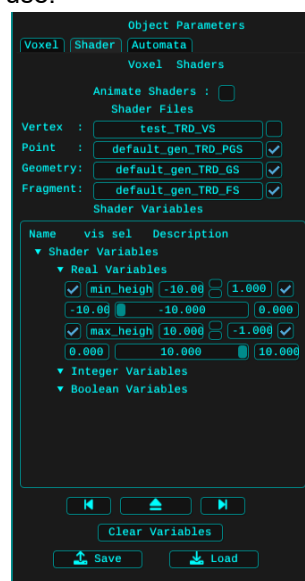 use.
Object Parameters
Voxel Shader Automata
Voxel Shaders
Animate Shaders :
Shader Files
Vertex : test_TRD_VS
Point : default_gen_TRD_PGS
Geometry: default_gen_TRD_GS
Fragment: default_gen_TRD_FS
Shader Variables
Name vis sel Description
▼ Shader Variables
▼ Real Variables
min_heigh -10.00 1.000
-10.00 -10.000 0.000
max_heigh 10.000 -1.000
0.000 10.000 10.000
▼ Integer Variables
▼ Boolean Variables
Clear Variables
Save Load